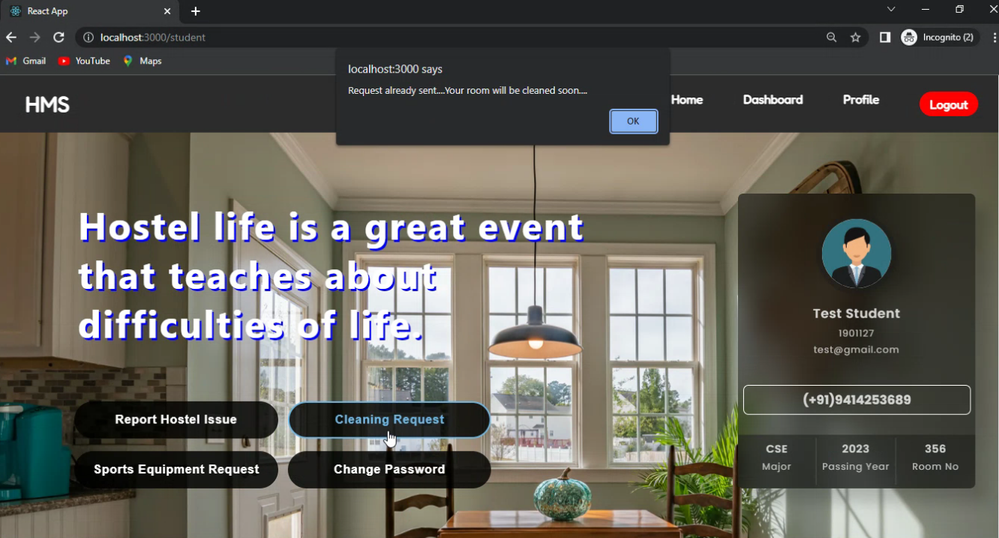 React App
localhost:3000/student
Incognito (2)
Gmail YouTube Maps
localhost:3000 says
Request already sent....Your room will be cleaned soon....
OK
HMS
Home Dashboard Profile Logout
Hostel life is a great event
that teaches about
difficulties of life.
Report Hostel Issue Cleaning Request
Sports Equipment Request Change Password
Test Student
1901127
test@gmail.com
(+91)9414253689
CSE 2023 356
Major Passing Year Room No